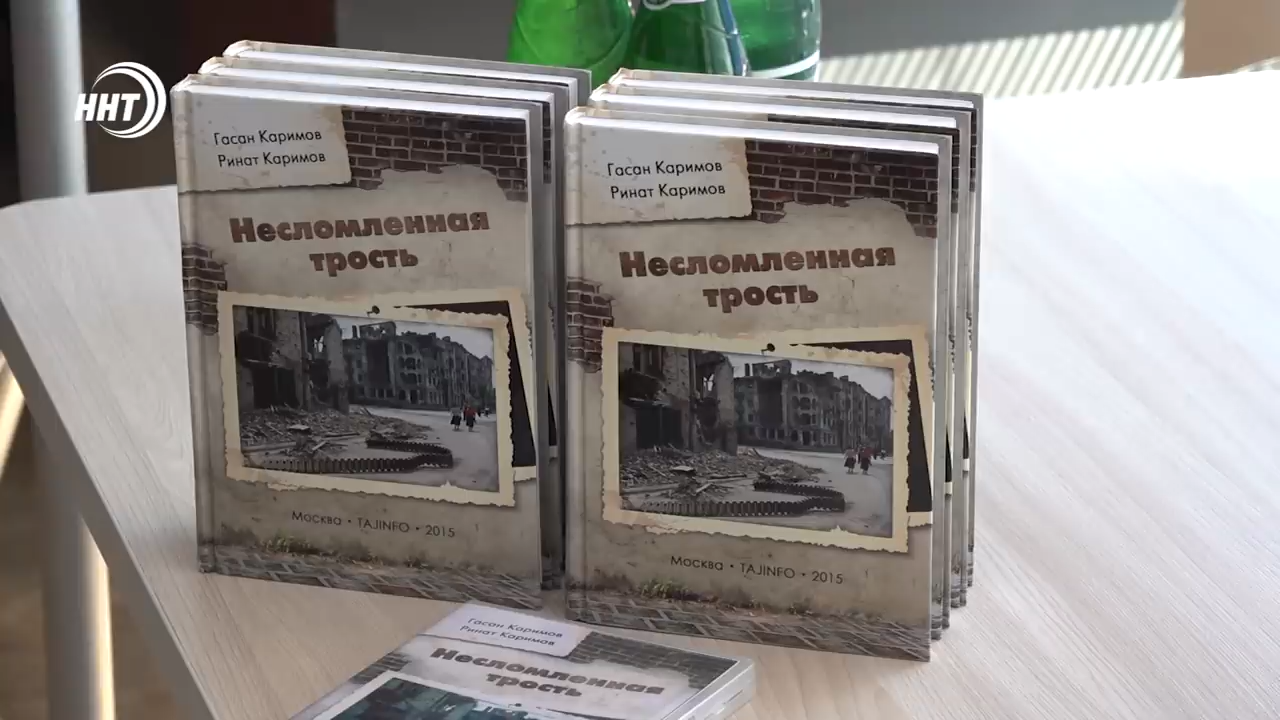 ННТ
Гасан Каримов
Ринат Каримов
Несломленная
трость
Москва • TAJINFO • 2015
Гасан Каримов
Ринат Каримов
Несломленная
трость
Москва • TAJINFO • 2015
Гасан Каримов
Ринат Каримов
Несломленная
трость